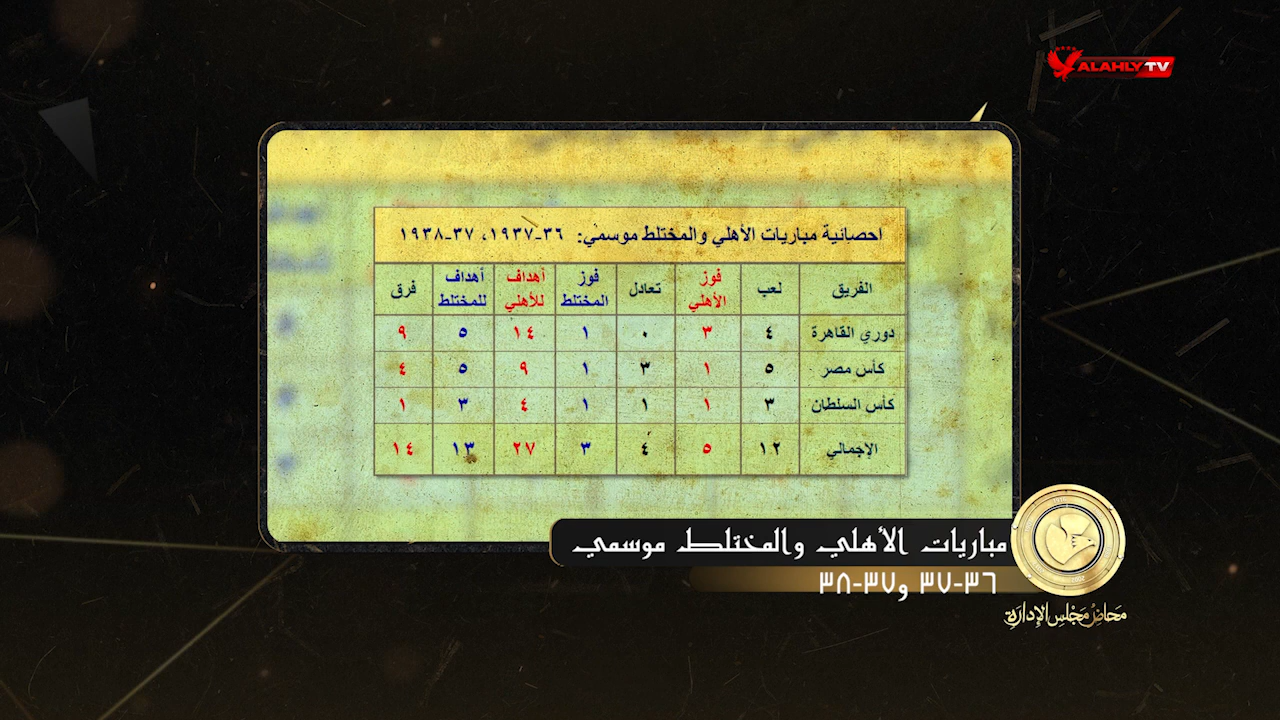 ALAHLY TV
احصائية مباريات الأهلي والمختلط موسمي: ٣٦-١٩٣٧، ٣٧-١٩٣٨
الفريق لعب فوز الأهلي تعادل فوز المختلط أهداف للأهلي أهداف للمختلط فرق
دوري القاهرة ٤ ٣ ٠ ١ ١٤ ٥ ٩
كأس مصر ٥ ١ ٣ ١ ٩ ٥ ٤
كأس السلطان ٣ ١ ١ ١ ٤ ٣ ١
الإجمالي ١٢ ٥ ٤ ٣ ٢٧ ١٣ ١٤
مباريات الأهلي والمختلط موسمي
٣٦-٣٧ و٣٧-٣٨
محاضر مجلس الإدارة